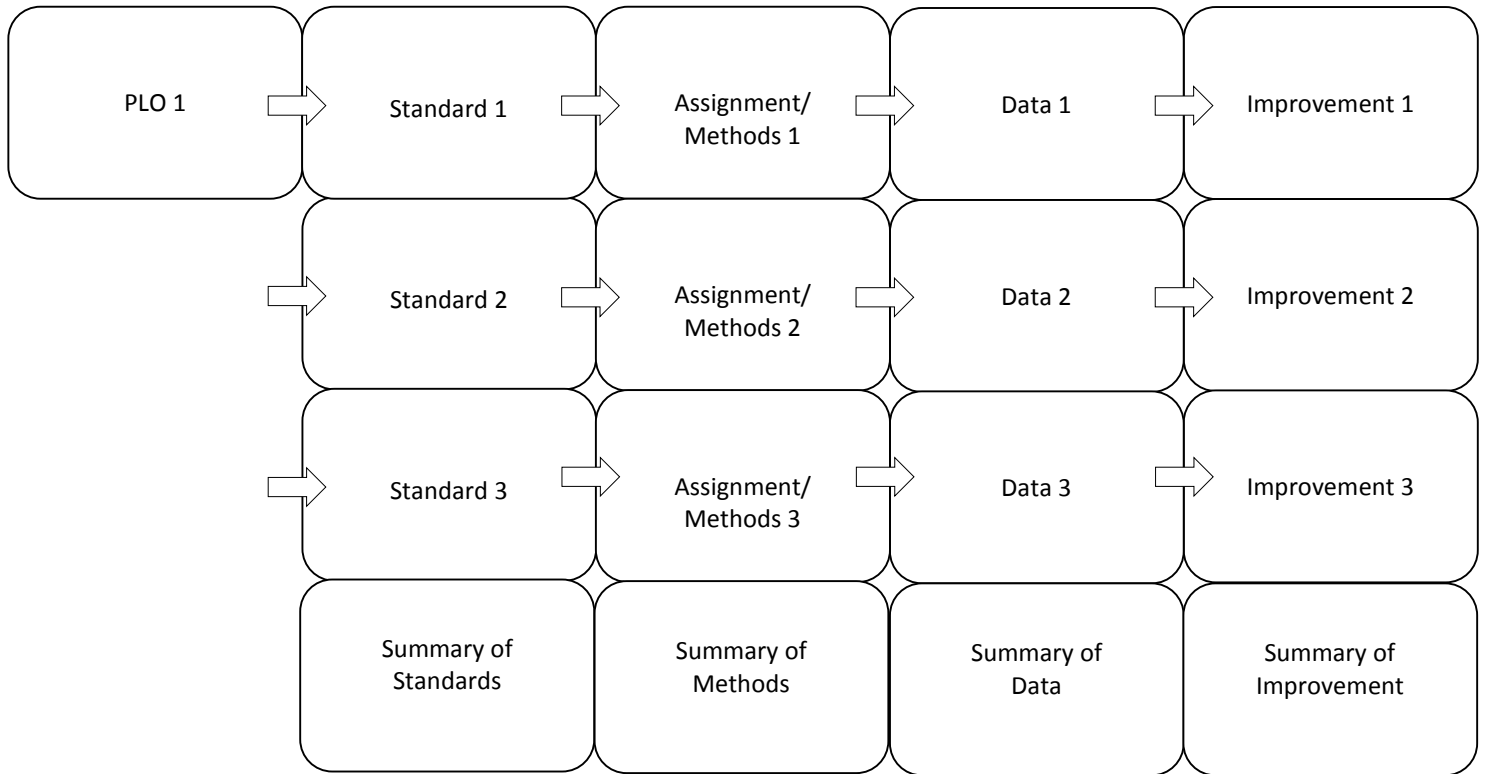 PLO 1
Standard 1
Assignment/
Methods 1
Data 1
Improvement 1
Standard 2
Assignment/
Methods 2
Data 2
Improvement 2
Standard 3
Assignment/
Methods 3
Data 3
Improvement 3
Summary of
Standards
Summary of
Methods
Summary of
Data
Summary of
Improvement